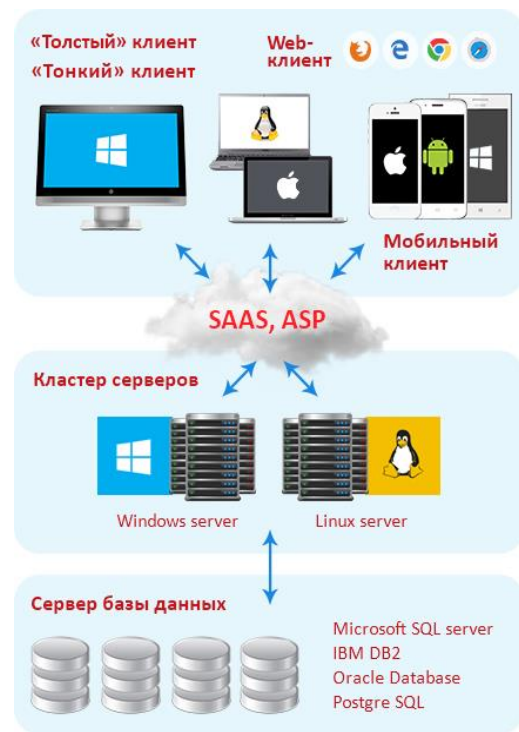 «Толстый» клиент
«Тонкий» клиент
Web-
клиент
Мобильный
клиент
SAAS, ASP
Кластер серверов
Windows server
Linux server
Сервер базы данных
Microsoft SQL server
IBM DB2
Oracle Database
Postgre SQL